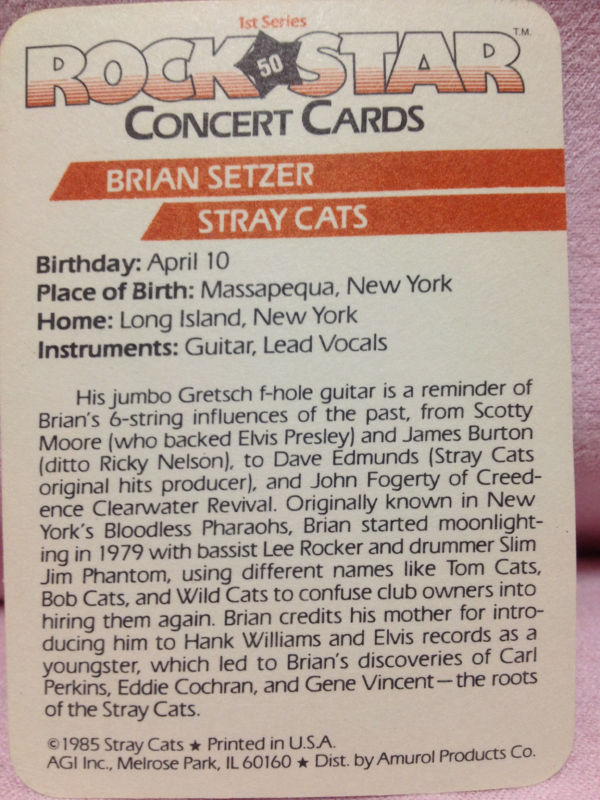 1st Series
ROCK STAR T.M.
50
CONCERT CARDS
BRIAN SETZER
STRAY CATS
Birthday: April 10
Place of Birth: Massapequa, New York
Home: Long Island, New York
Instruments: Guitar, Lead Vocals
His jumbo Gretsch f-hole guitar is a reminder of
Brian's 6-string influences of the past, from Scotty
Moore (who backed Elvis Presley) and James Burton
(ditto Ricky Nelson), to Dave Edmunds (Stray Cats
original hits producer), and John Fogerty of Creed-
ence Clearwater Revival. Originally known in New
York's Bloodless Pharaohs, Brian started moonlight-
ing in 1979 with bassist Lee Rocker and drummer Slim
Jim Phantom, using different names like Tom Cats,
Bob Cats, and Wild Cats to confuse club owners into
hiring them again. Brian credits his mother for intro-
ducing him to Hank Williams and Elvis records as a
youngster, which led to Brian's discoveries of Carl
Perkins, Eddie Cochran, and Gene Vincent—the roots
of the Stray Cats.
©1985 Stray Cats ★ Printed in U.S.A.
AGI Inc., Melrose Park, IL 60160 ★ Dist. by Amurol Products Co.